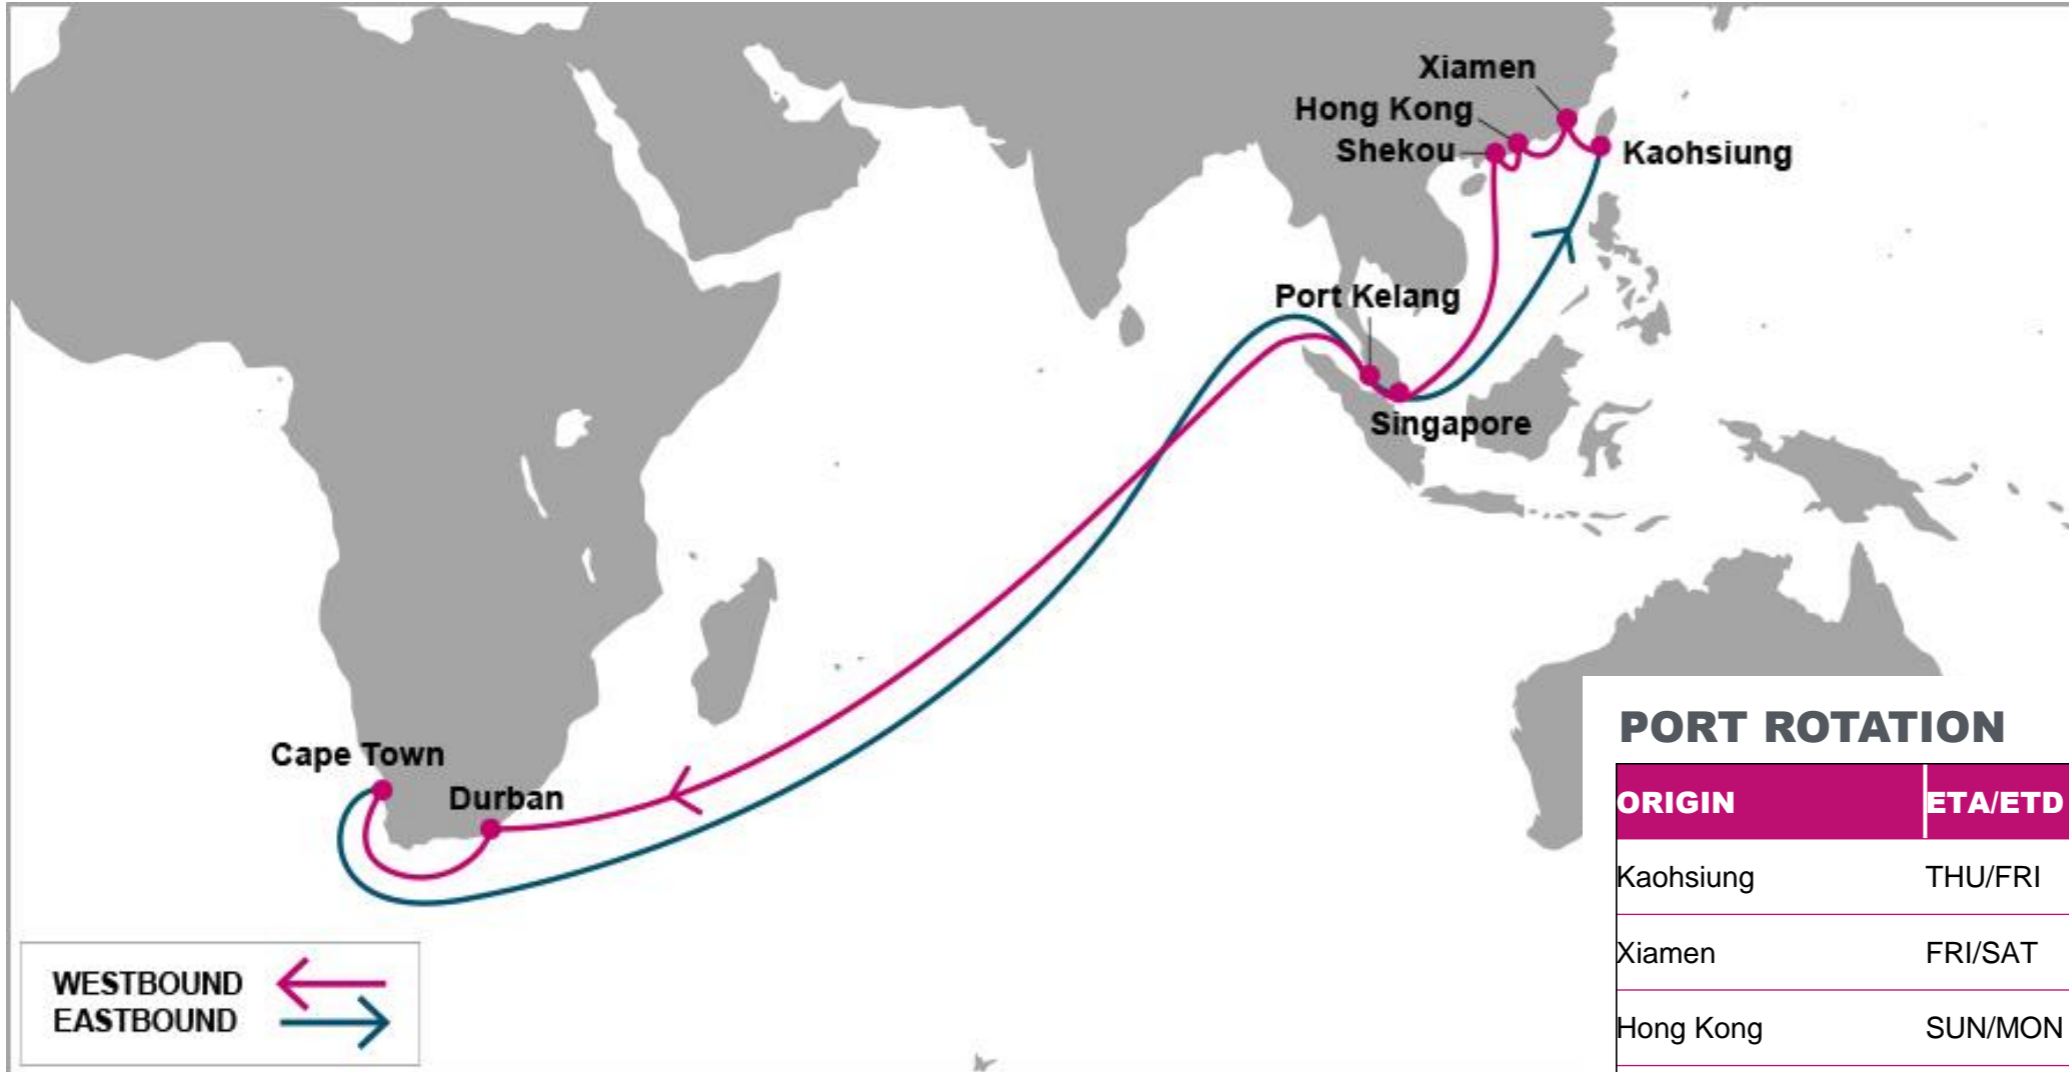 Xiamen
Hong Kong
Shekou
Kaohsiung
Port Kelang
Singapore
Cape Town
Durban
WESTBOUND
EASTBOUND
PORT ROTATION
ORIGIN ETA/ETD
Kaohsiung THU/FRI
Xiamen FRI/SAT
Hong Kong SUN/MON